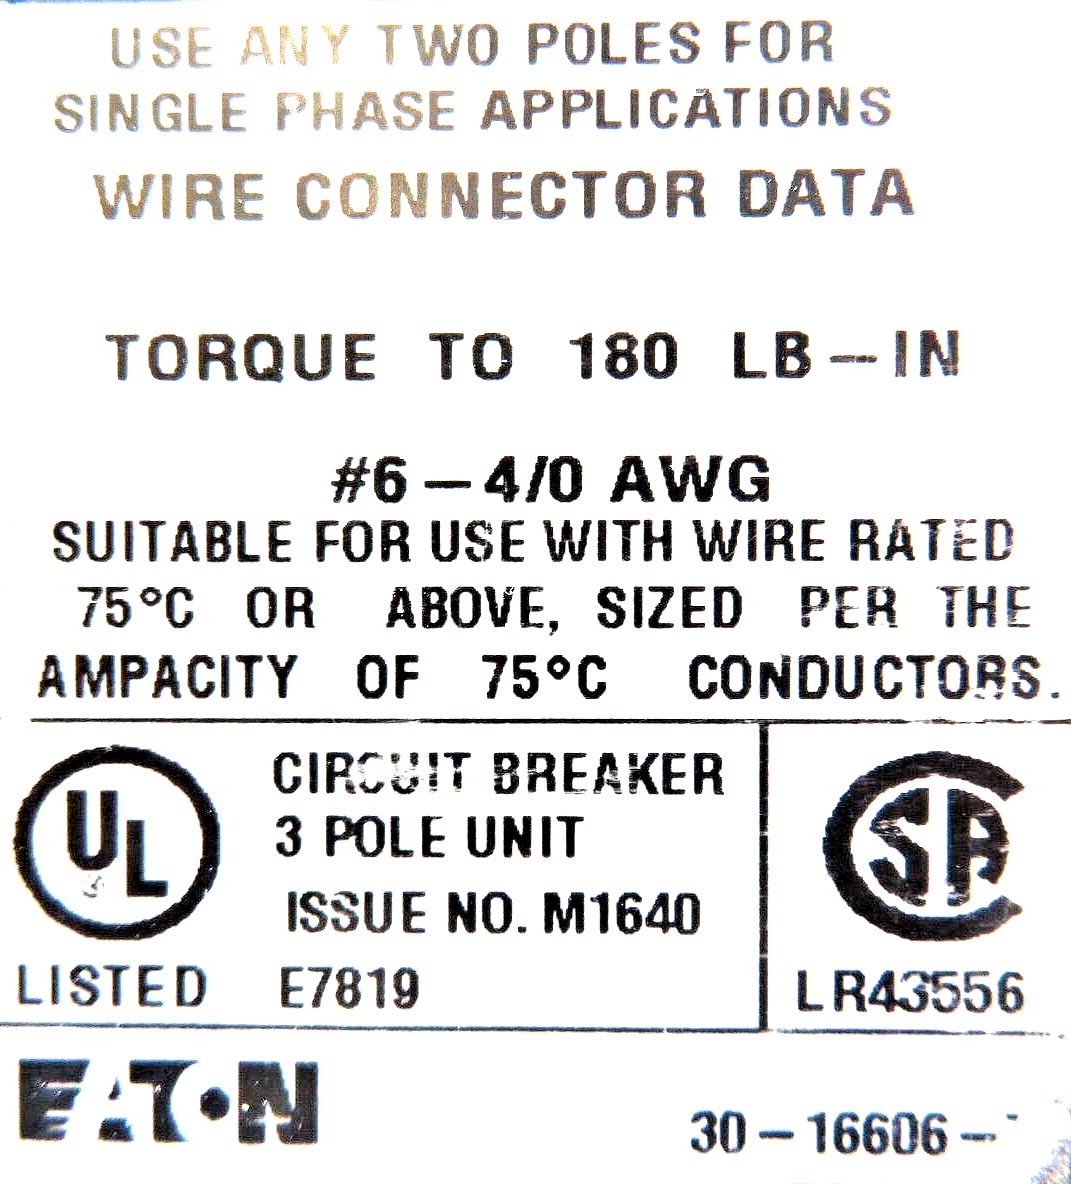 USE ANY TWO POLES FOR
SINGLE PHASE APPLICATIONS
WIRE CONNECTOR DATA
TORQUE TO 180 LB-IN
#6-4/0 AWG
SUITABLE FOR USE WITH WIRE RATED
75°C OR ABOVE, SIZED PER THE
AMPACITY OF 75°C CONDUCTORS.
UL
LISTED
CIRCUIT BREAKER
3 POLE UNIT
ISSUE NO. M1640
E7819
CSA
LR43556
EATON
30-16606-